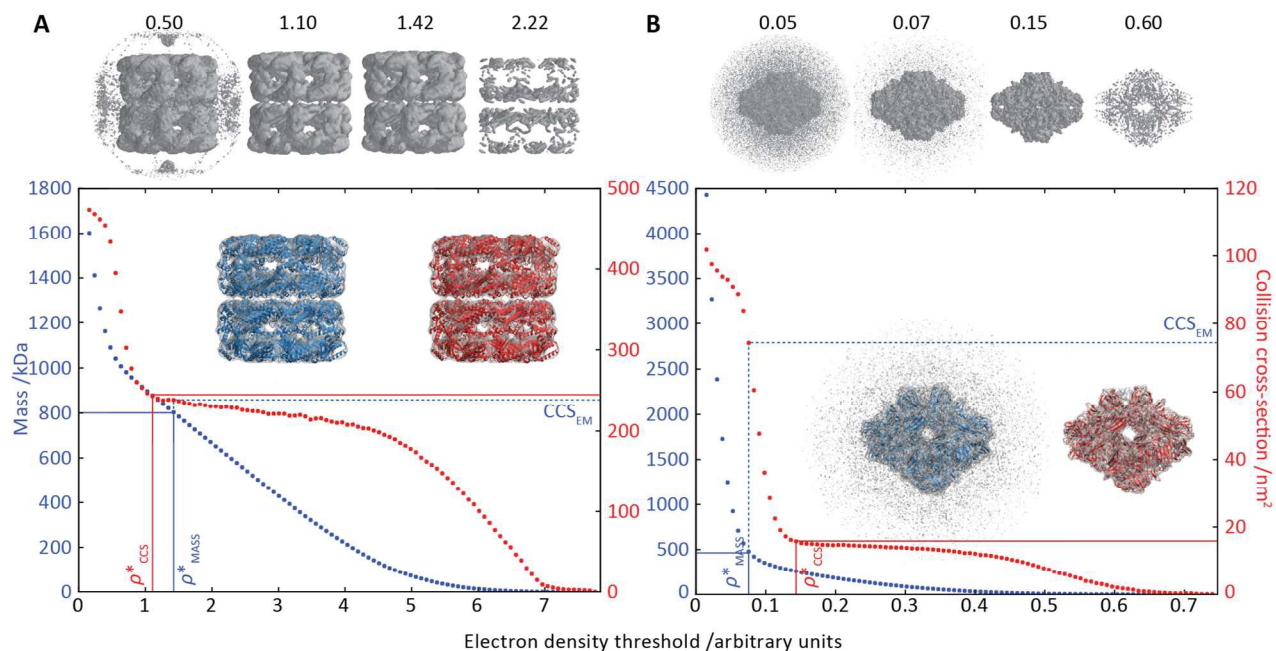 A 0.50 1.10 1.42 2.22
B 0.05 0.07 0.15 0.60
1800
1600
1400
1200
1000
800
600
400
200
0
Mass /kDa
0 1 2 3 4 5 6 7
500
400
300
200
100
0
CCS_EM
ρ*_CCS
ρ*_MASS
4500
4000
3500
3000
2500
2000
1500
1000
500
0
0 0.1 0.2 0.3 0.4 0.5 0.6 0.7
120
100
80
60
40
20
0
Collision cross-section /nm²
CCS_EM
ρ*_MASS
ρ*_CCS
Electron density threshold /arbitrary units